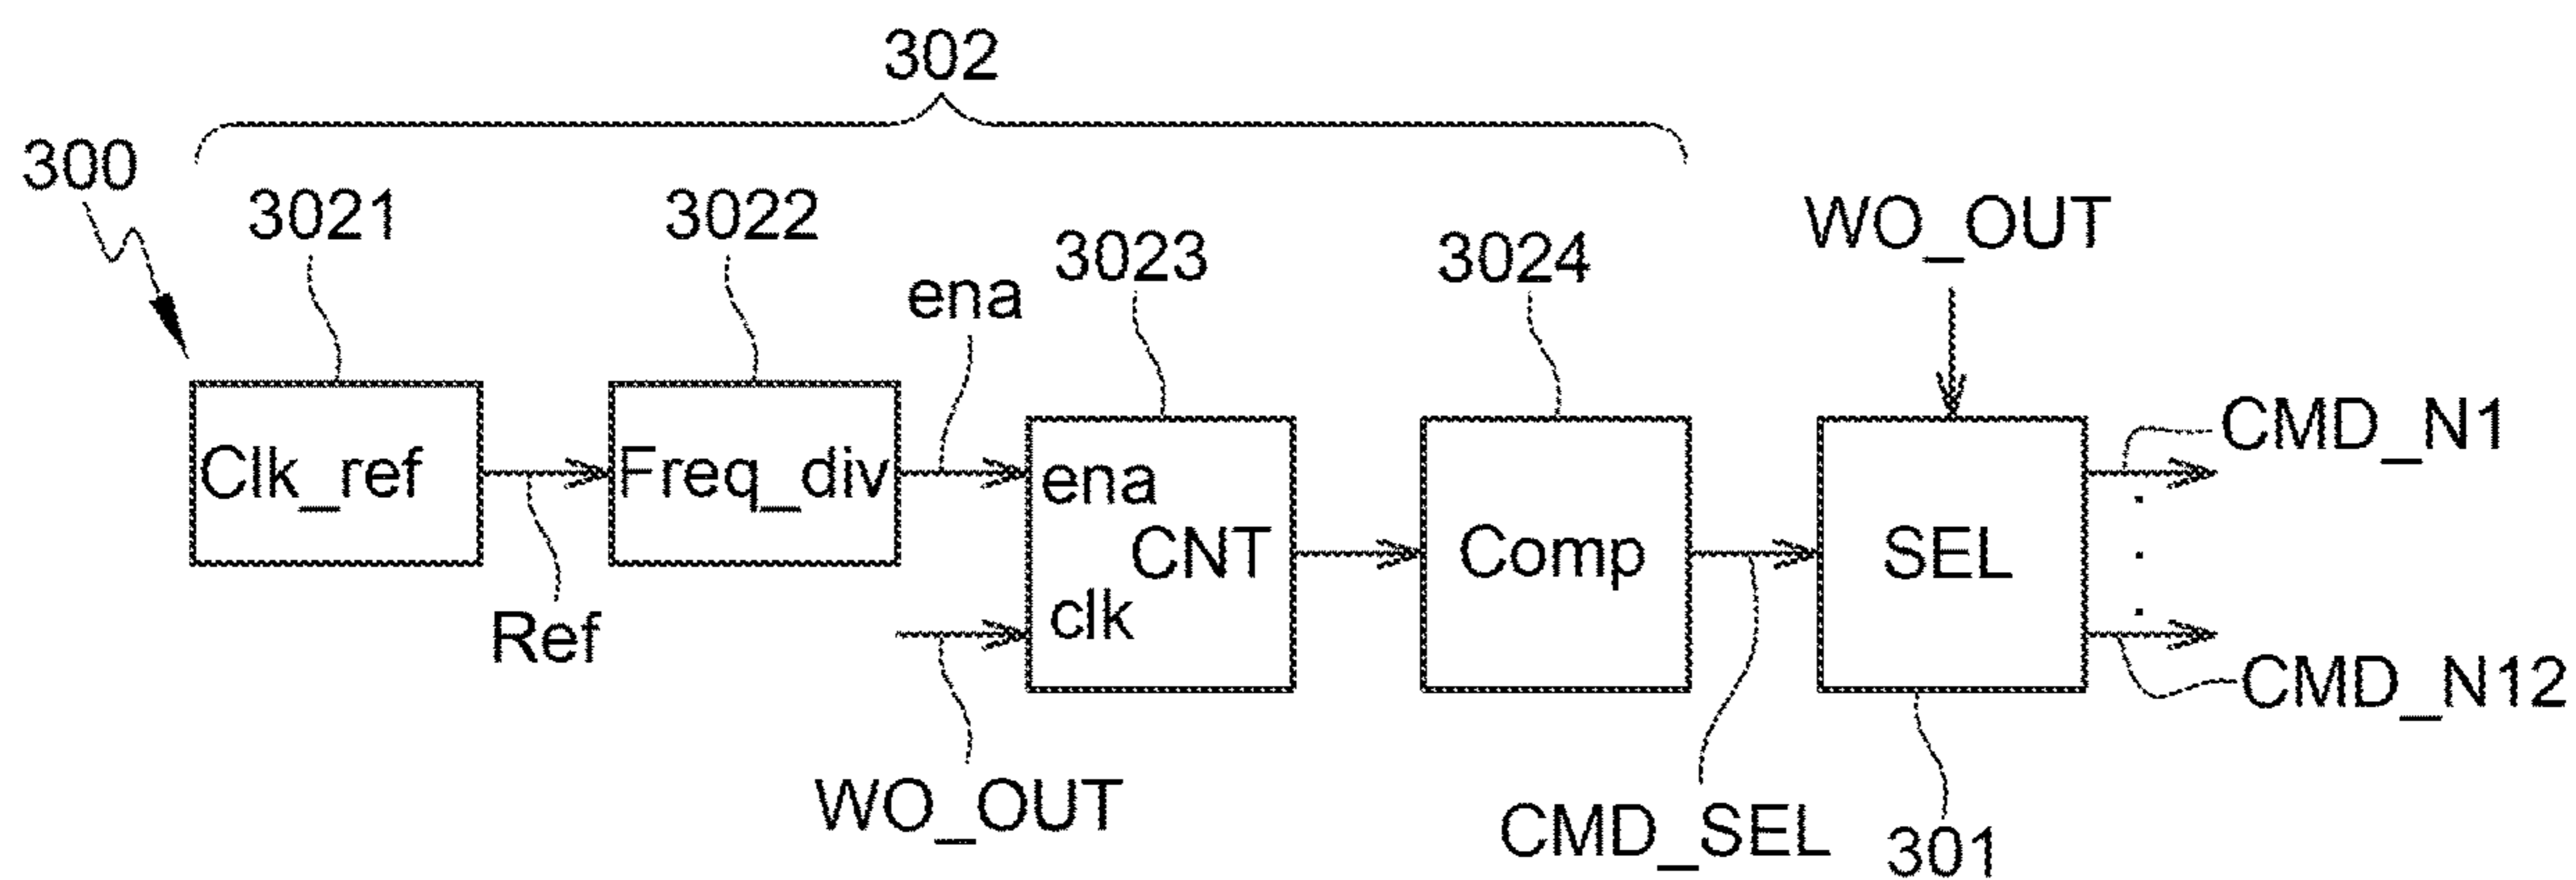 302
300
3021
3022
3023
3024
WO_OUT
ena
CMD_N1
Clk_ref
Freq_div
ena
CNT
clk
Comp
SEL
Ref
CMD_N12
WO_OUT
CMD_SEL
301